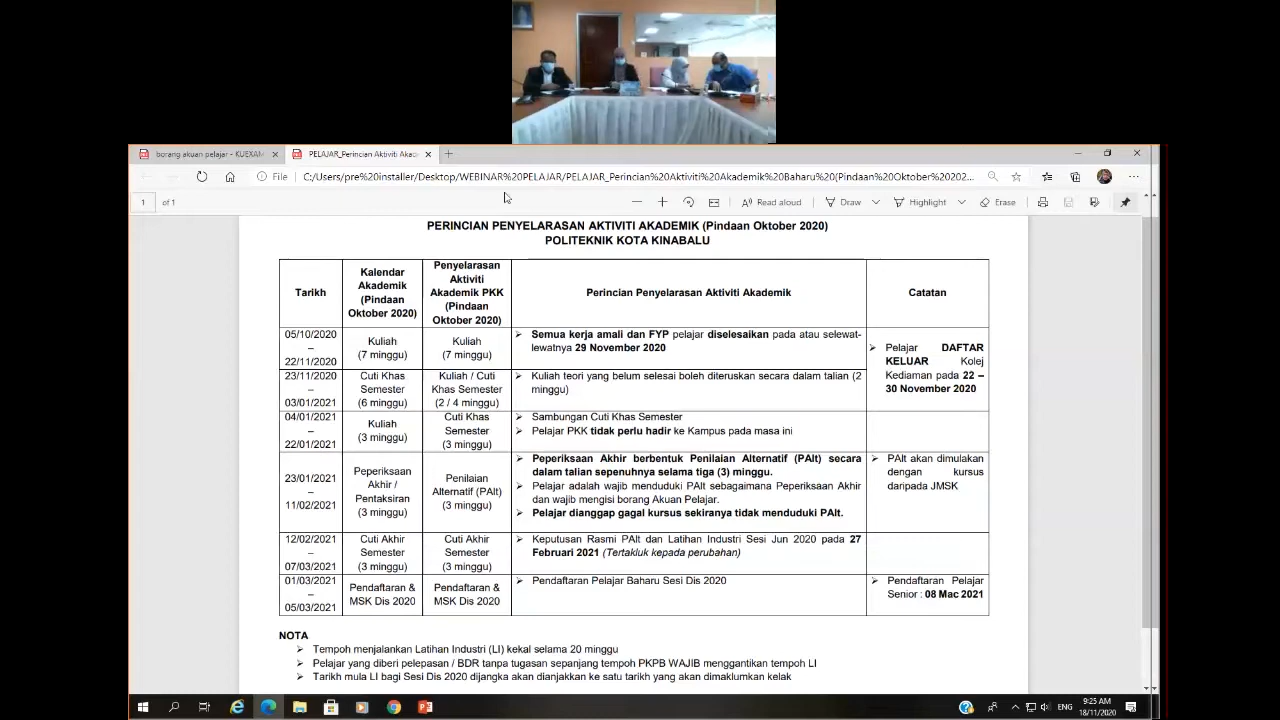 borang akuan pelajar - KUEXAM
PELAJAR_Perincian Aktiviti Akad
File
C:/Users/pre%20installer/Desktop/WEBINAR%20PELAJAR/PELAJAR_Perincian%20Aktiviti%20Akademik%20Baharu%20(Pindaan%20Oktober%20202...
1 of 1
Read aloud
Draw
Highlight
Erase
PERINCIAN PENYELARASAN AKTIVITI AKADEMIK (Pindaan Oktober 2020)
POLITEKNIK KOTA KINABALU
Tarikh
Kalendar
Akademik
(Pindaan
Oktober 2020)
Penyelarasan
Aktiviti
Akademik PKK
(Pindaan
Oktober 2020)
Perincian Penyelarasan Aktiviti Akademik
Catatan
05/10/2020
–
22/11/2020
Kuliah
(7 minggu)
Kuliah
(7 minggu)
➢ Semua kerja amali dan FYP pelajar diselesaikan pada atau selewat-
lewatnya 29 November 2020
➢ Pelajar DAFTAR
KELUAR Kolej
Kediaman pada 22 –
30 November 2020
23/11/2020
–
03/01/2021
Cuti Khas
Semester
(6 minggu)
Kuliah / Cuti
Khas Semester
(2 / 4 minggu)
➢ Kuliah teori yang belum selesai boleh diteruskan secara dalam talian (2
minggu)
04/01/2021
–
22/01/2021
Kuliah
(3 minggu)
Cuti Khas
Semester
(3 minggu)
➢ Sambungan Cuti Khas Semester
➢ Pelajar PKK tidak perlu hadir ke Kampus pada masa ini
23/01/2021
–
11/02/2021
Peperiksaan
Akhir /
Pentaksiran
(3 minggu)
Penilaian
Alternatif (PAlt)
(3 minggu)
➢ Peperiksaan Akhir berbentuk Penilaian Alternatif (PAlt) secara
dalam talian sepenuhnya selama tiga (3) minggu.
➢ Pelajar adalah wajib menduduki PAlt sebagaimana Peperiksaan Akhir
dan wajib mengisi borang Akuan Pelajar.
➢ Pelajar dianggap gagal kursus sekiranya tidak menduduki PAlt.
➢ PAlt akan dimulakan
dengan kursus
daripada JMSK
12/02/2021
–
07/03/2021
Cuti Akhir
Semester
(3 minggu)
Cuti Akhir
Semester
(3 minggu)
➢ Keputusan Rasmi PAlt dan Latihan Industri Sesi Jun 2020 pada 27
Februari 2021 (Tertakluk kepada perubahan)
01/03/2021
–
05/03/2021
Pendaftaran &
MSK Dis 2020
Pendaftaran &
MSK Dis 2020
➢ Pendaftaran Pelajar Baharu Sesi Dis 2020
➢ Pendaftaran Pelajar
Senior : 08 Mac 2021
NOTA
➢ Tempoh menjalankan Latihan Industri (LI) kekal selama 20 minggu
➢ Pelajar yang diberi pelepasan / BDR tanpa tugasan sepanjang tempoh PKPB WAJIB menggantikan tempoh LI
➢ Tarikh mula LI bagi Sesi Dis 2020 dijangka akan dianjakkan ke satu tarikh yang akan dimaklumkan kelak
ENG
9:25 AM
18/11/2020